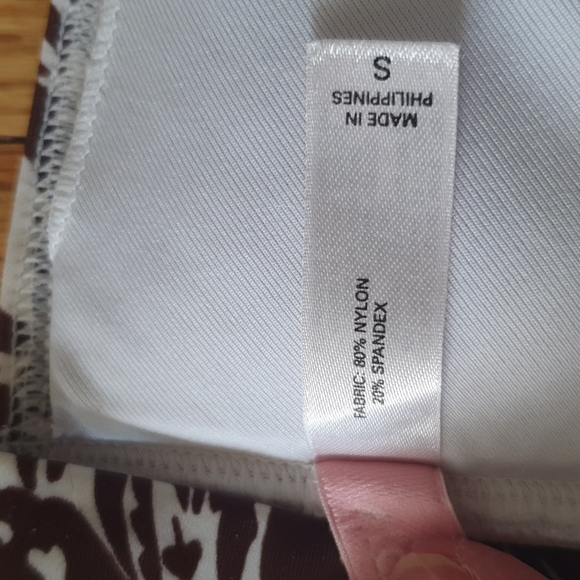 S
MADE IN
PHILIPPINES
FABRIC: 80% NYLON
20% SPANDEX